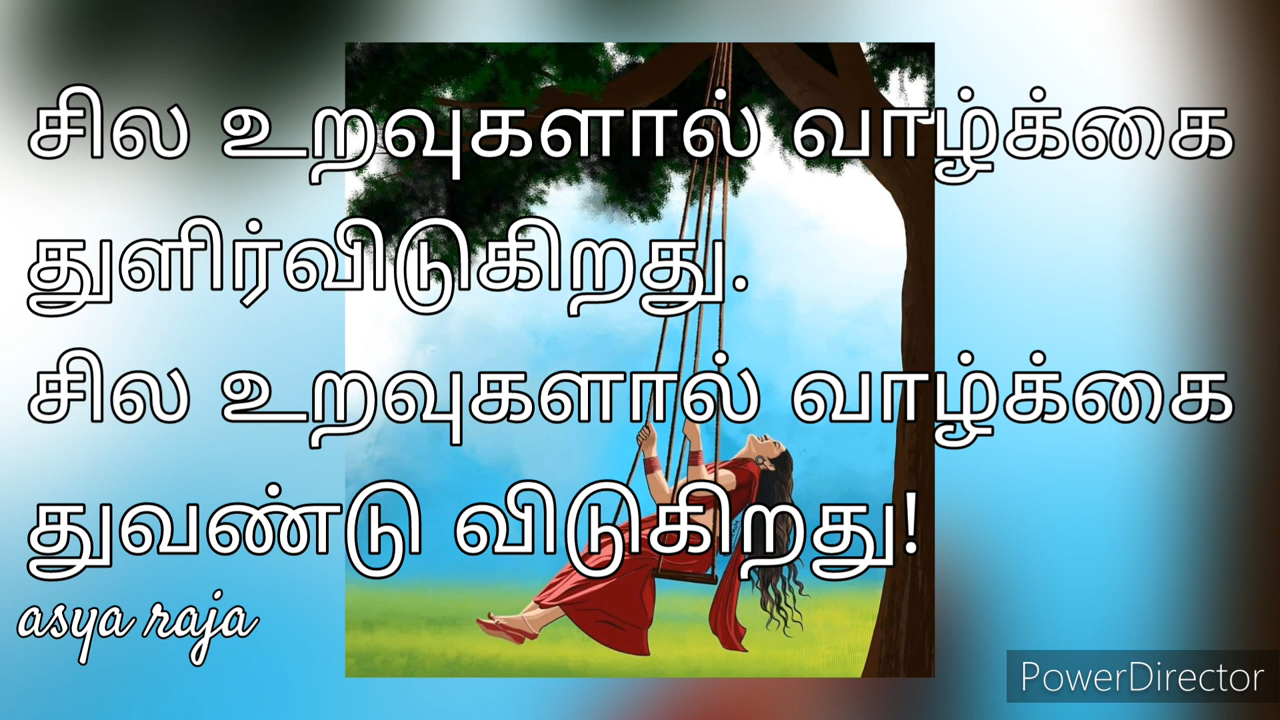 சில உறவுகளால் வாழ்க்கை
துளிர்விடுகிறது.
சில உறவுகளால் வாழ்க்கை
துவண்டு விடுகிறது!
asya raja
PowerDirector